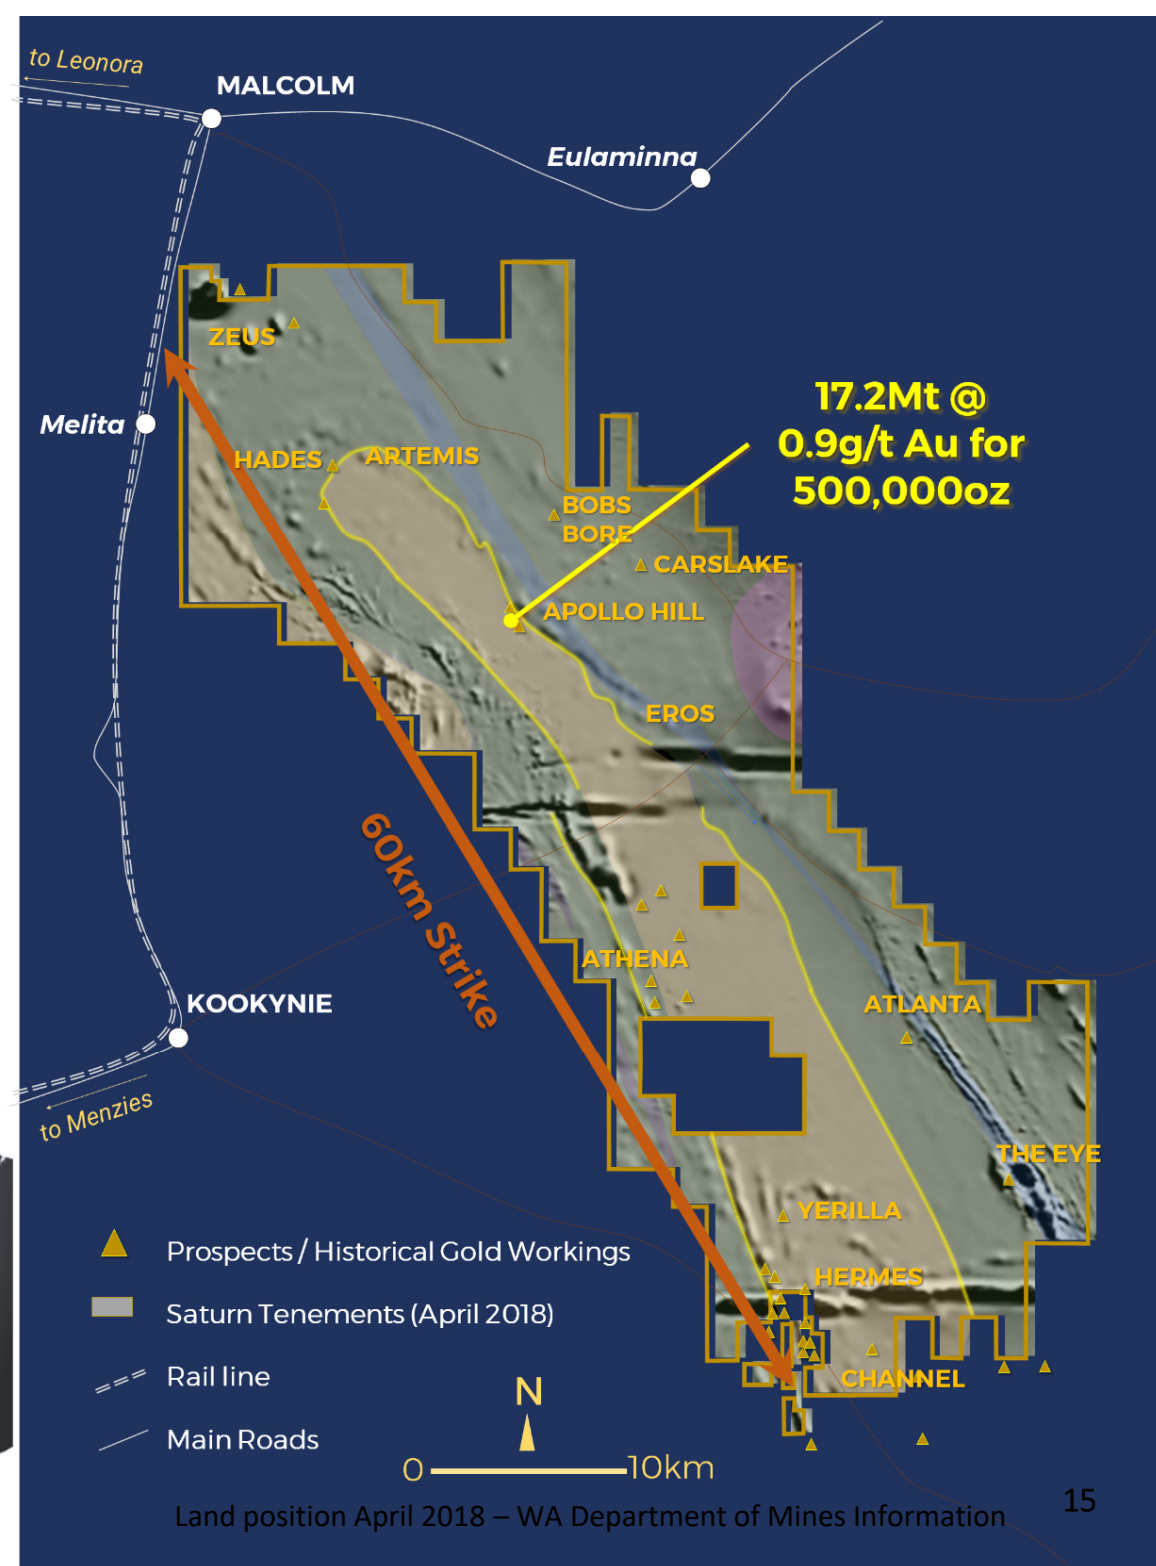 to Leonora
MALCOLM
Eulaminna
ZEUS
17.2Mt @
0.9g/t Au for
500,000oz
Melita
HADES
ARTEMIS
BOBS
BORE
CARSLAKE
APOLLO HILL
EROS
60km Strike
ATHENA
KOOKYNIE
ATLANTA
to Menzies
THE EYE
YERILLA
HERMES
CHANNEL
Prospects / Historical Gold Workings
Saturn Tenements (April 2018)
Rail line
Main Roads
N
0
10km
15
Land position April 2018 – WA Department of Mines Information